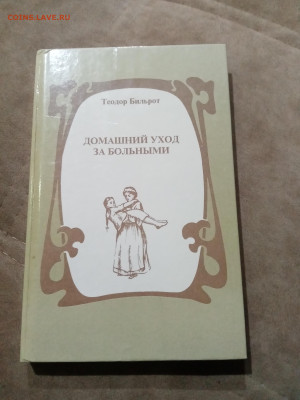 COINS.LAVE.RU
Теодор Бильрот
ДОМАШНИЙ УХОД
ЗА БОЛЬНЫМИ